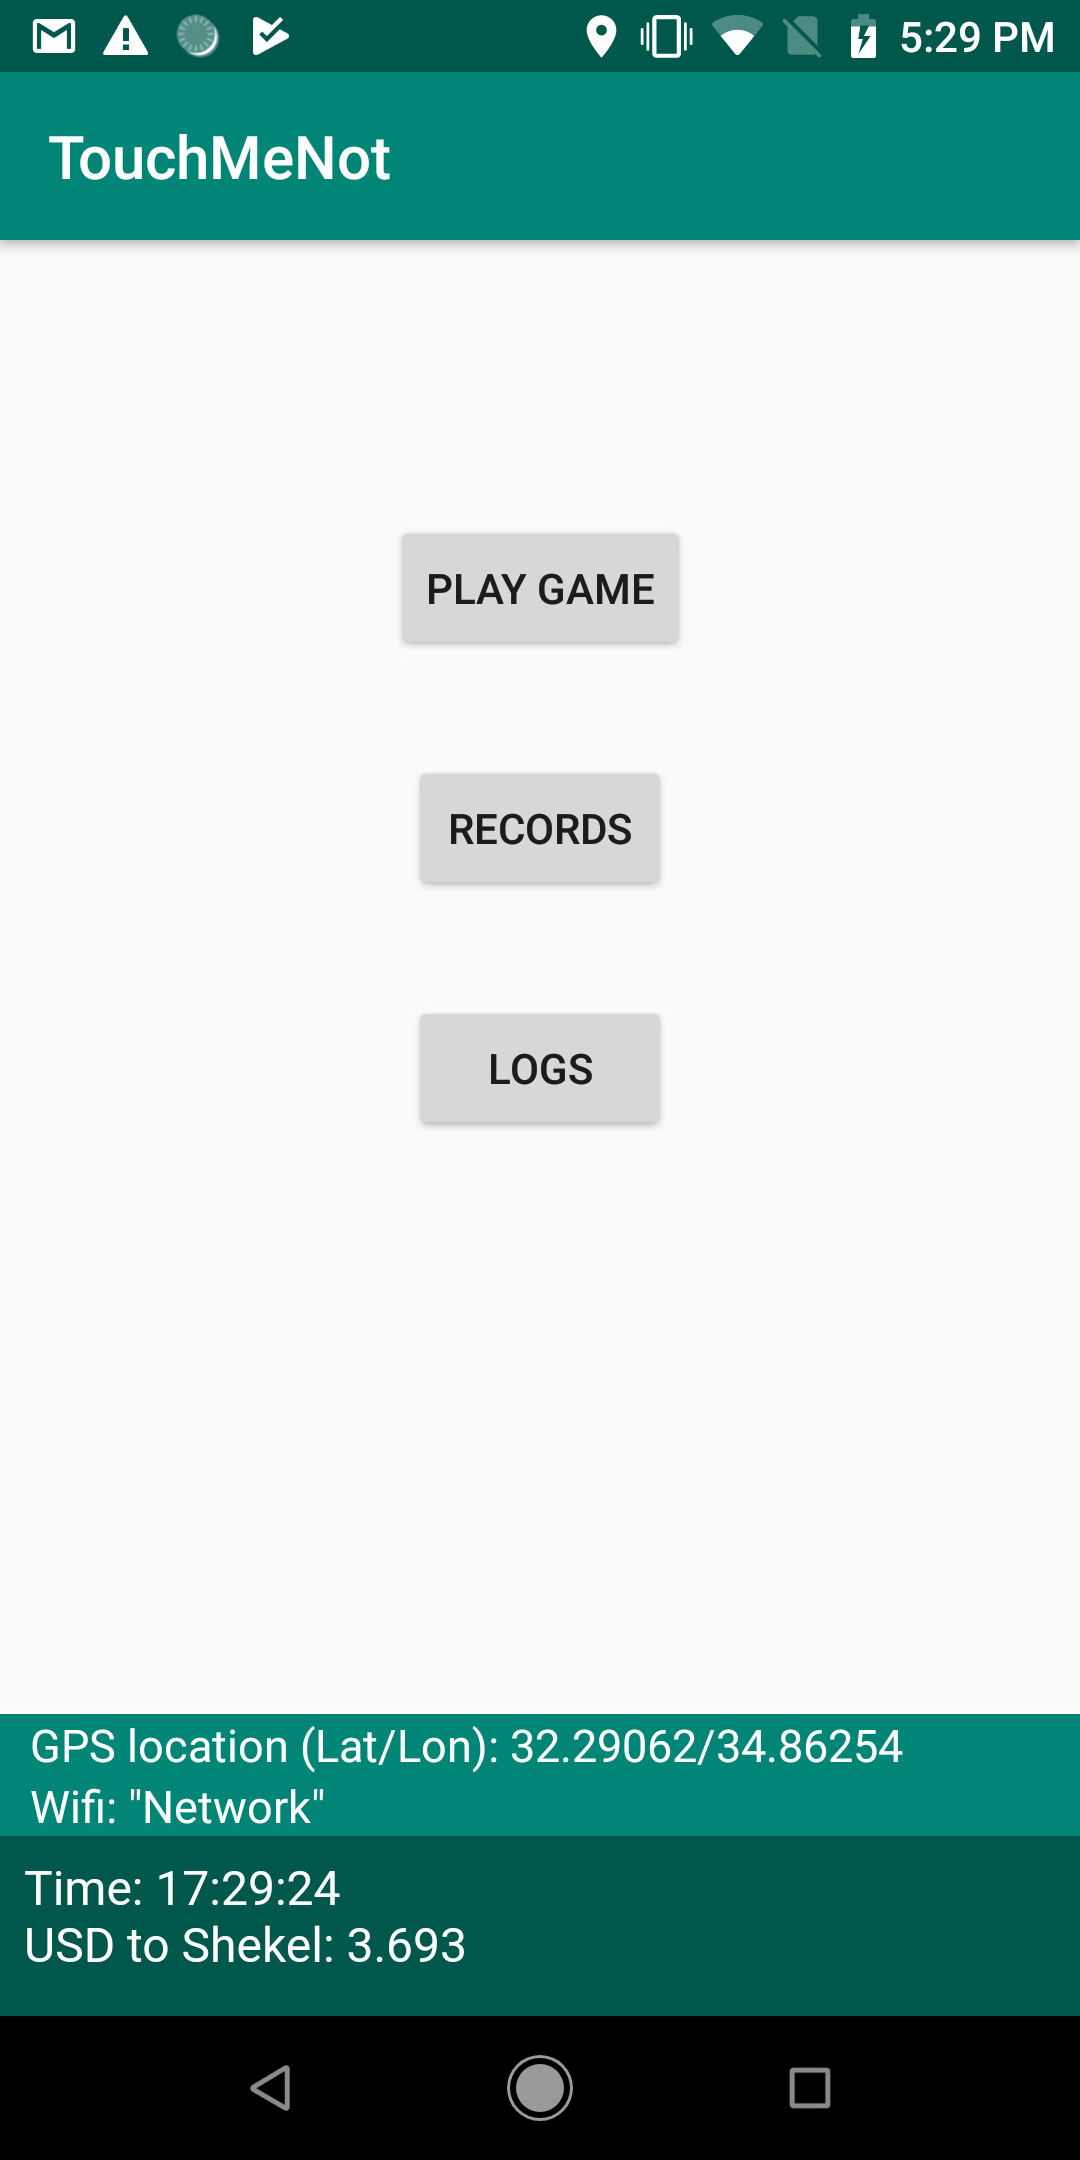 5:29 PM
TouchMeNot
PLAY GAME
RECORDS
LOGS
GPS location (Lat/Lon): 32.29062/34.86254
Wifi: "Network"
Time: 17:29:24
USD to Shekel: 3.693